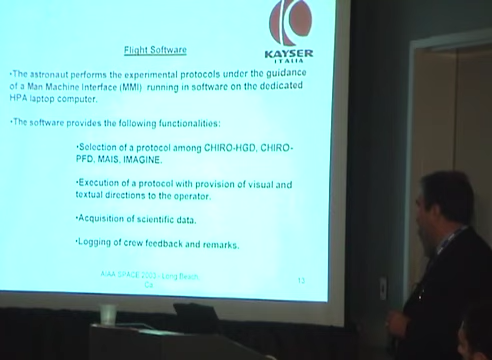 KAYSER
ITALIA
Flight Software
•The astronaut performs the experimental protocols under the guidance
of a Man Machine Interface (MMI) running in software on the dedicated
HPA laptop computer.
•The software provides the following functionalities:
•Selection of a protocol among CHIRO-HGD, CHIRO-
PFD, MAIS, IMAGINE.
•Execution of a protocol with provision of visual and
textual directions to the operator.
•Acquisition of scientific data.
•Logging of crew feedback and remarks.
AIAA SPACE 2003 - Long Beach,
Ca
13